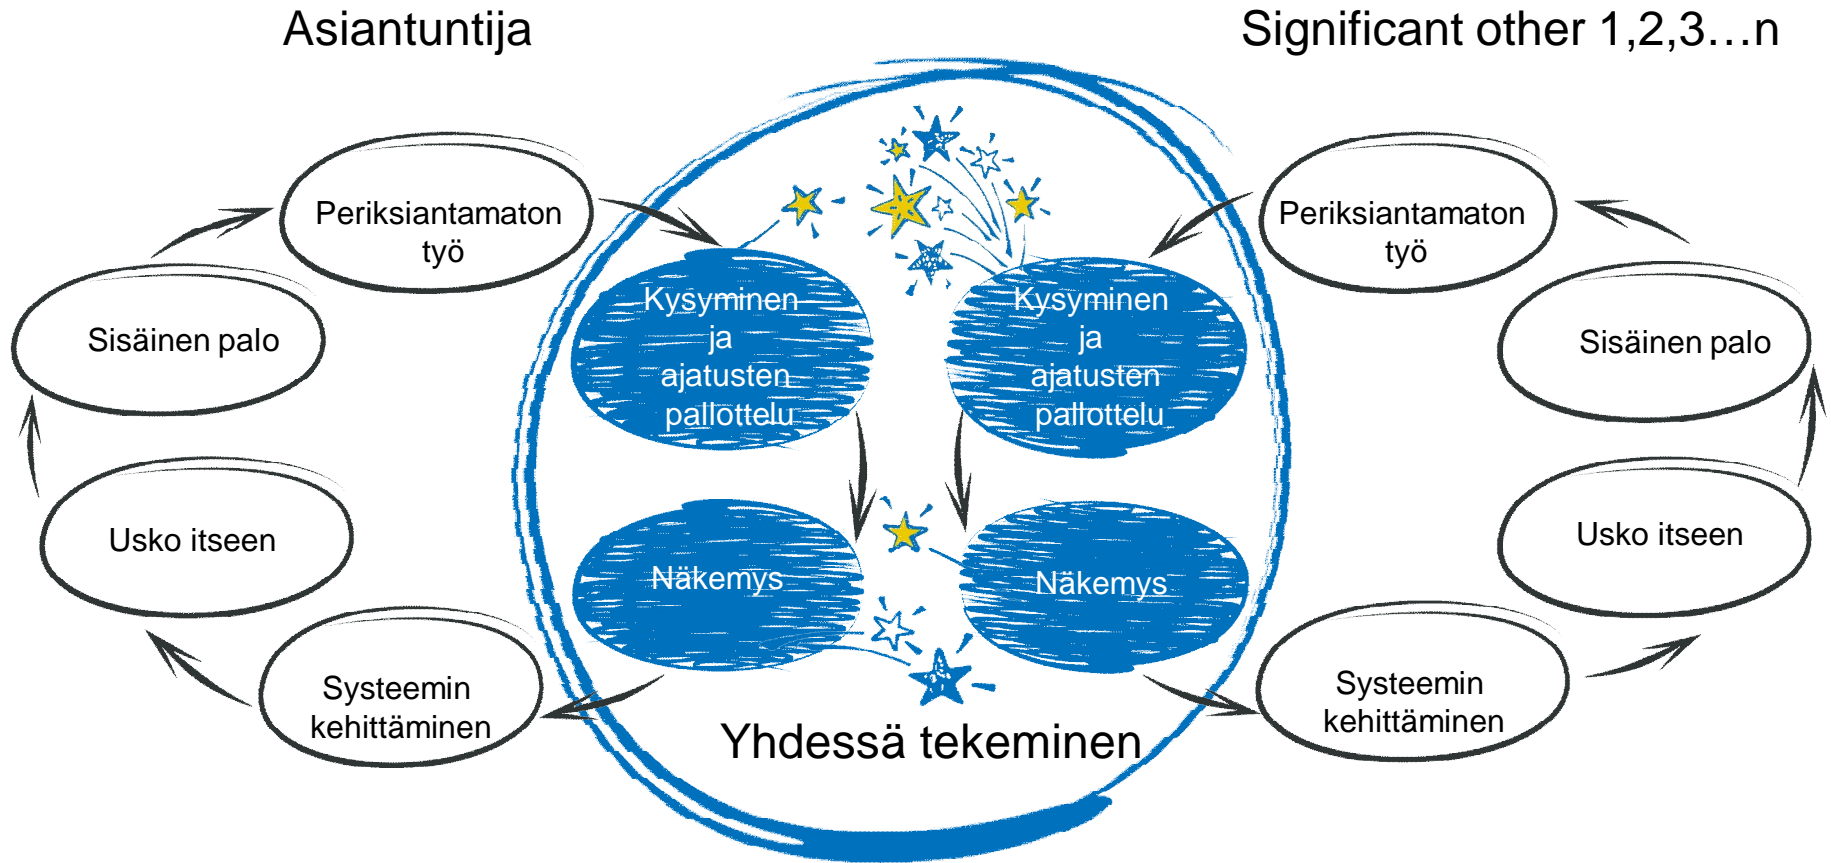 Asiantuntija
Significant other 1,2,3…n
Periksiantamaton
työ
Sisäinen palo
Usko itseen
Systeemin
kehittäminen
Kysyminen
ja
ajatusten
pallottelu
Näkemys
Kysyminen
ja
ajatusten
pallottelu
Näkemys
Yhdessä tekeminen
Periksiantamaton
työ
Sisäinen palo
Usko itseen
Systeemin
kehittäminen